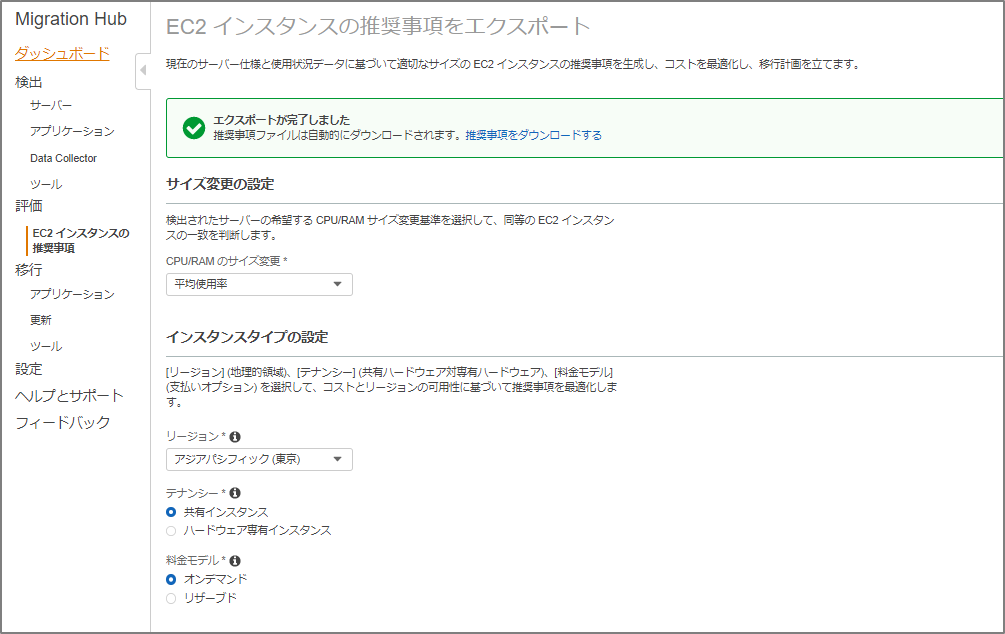 Migration Hub
ダッシュボード
検出
サーバー
アプリケーション
Data Collector
ツール
評価
EC2 インスタンスの
推奨事項
移行
アプリケーション
更新
ツール
設定
ヘルプとサポート
フィードバック
EC2 インスタンスの推奨事項をエクスポート
現在のサーバー仕様と使用状況データに基づいて適切なサイズの EC2 インスタンスの推奨事項を生成し、コストを最適化し、移行計画を立てます。
エクスポートが完了しました
推奨事項ファイルは自動的にダウンロードされます。推奨事項をダウンロードする
サイズ変更の設定
検出されたサーバーの希望する CPU/RAM サイズ変更基準を選択して、同等の EC2 インスタン
スの一致を判断します。
CPU/RAM のサイズ変更 *
平均使用率
インスタンスタイプの設定
[リージョン] (地理的領域)、[テナンシー] (共有ハードウェア対専有ハードウェア)、[料金モデル]
(支払いオプション) を選択して、コストとリージョンの可用性に基づいて推奨事項を最適化しま
す。
リージョン *
アジアパシフィック (東京)
テナンシー *
共有インスタンス
ハードウェア専有インスタンス
料金モデル *
オンデマンド
リザーブド